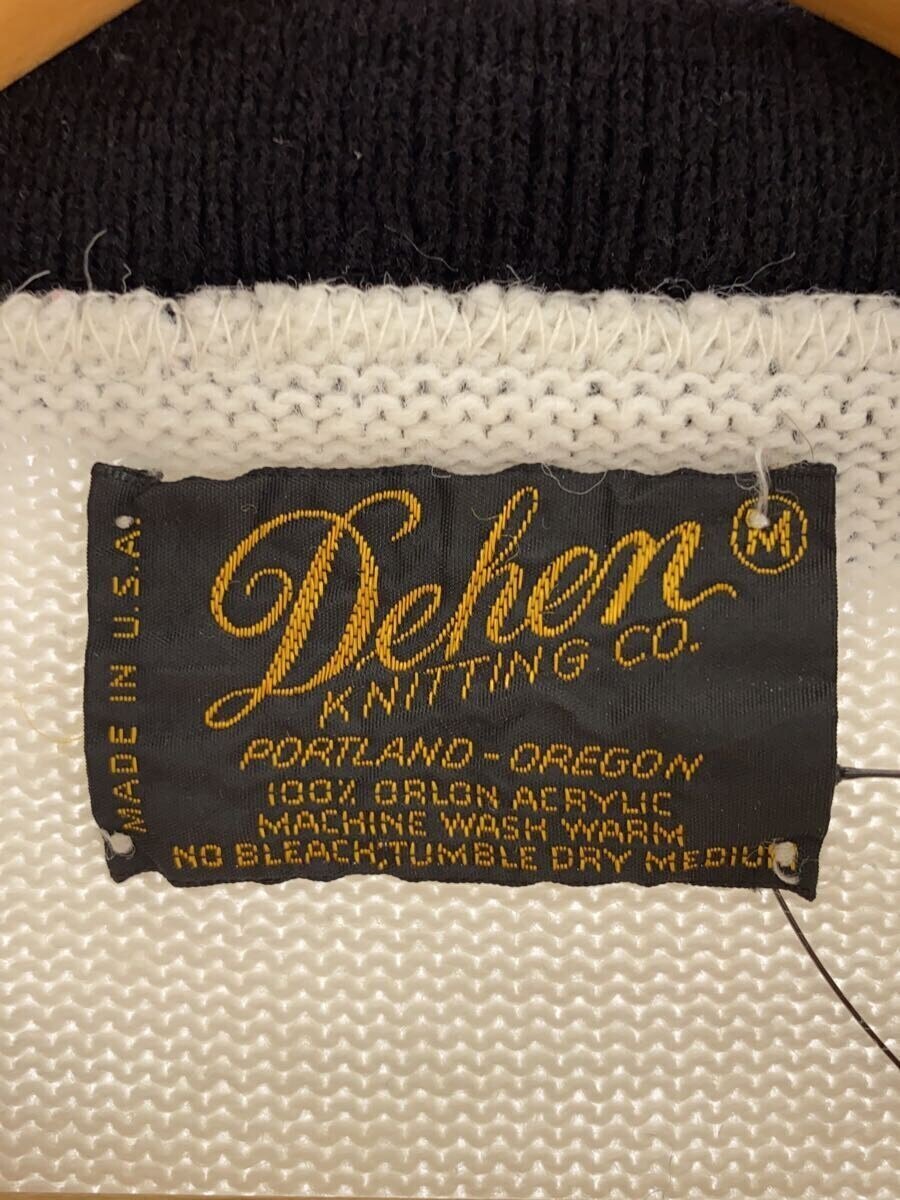 Dehen
M
KNITTING CO.
PORTLAND - OREGON
100% ORLON ACRYLIC
MACHINE WASH WARM
NO BLEACH, TUMBLE DRY MEDIUM
MADE IN U.S.A.